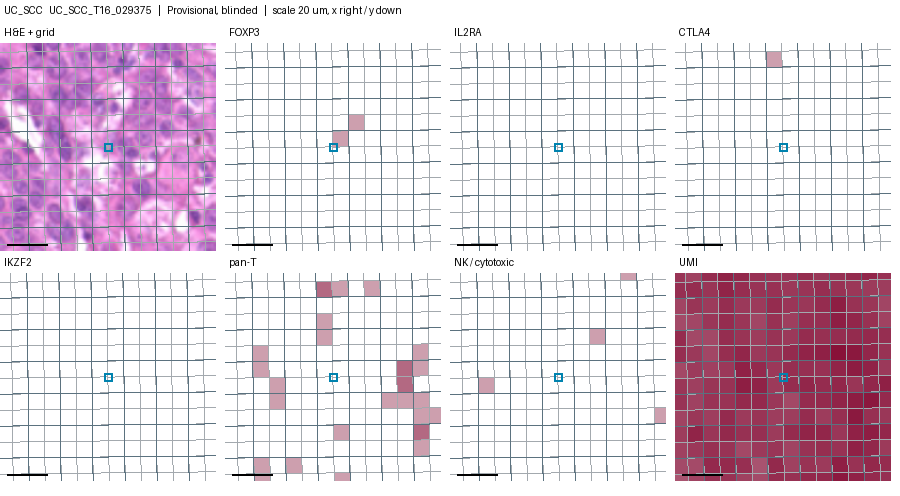 UC_SCC UC_SCC_T16_029375 | Provisional, blinded | scale 20 um, x right / y down
H&E + grid
FOXP3
IL2RA
CTLA4
IKZF2
pan-T
NK / cytotoxic
UMI